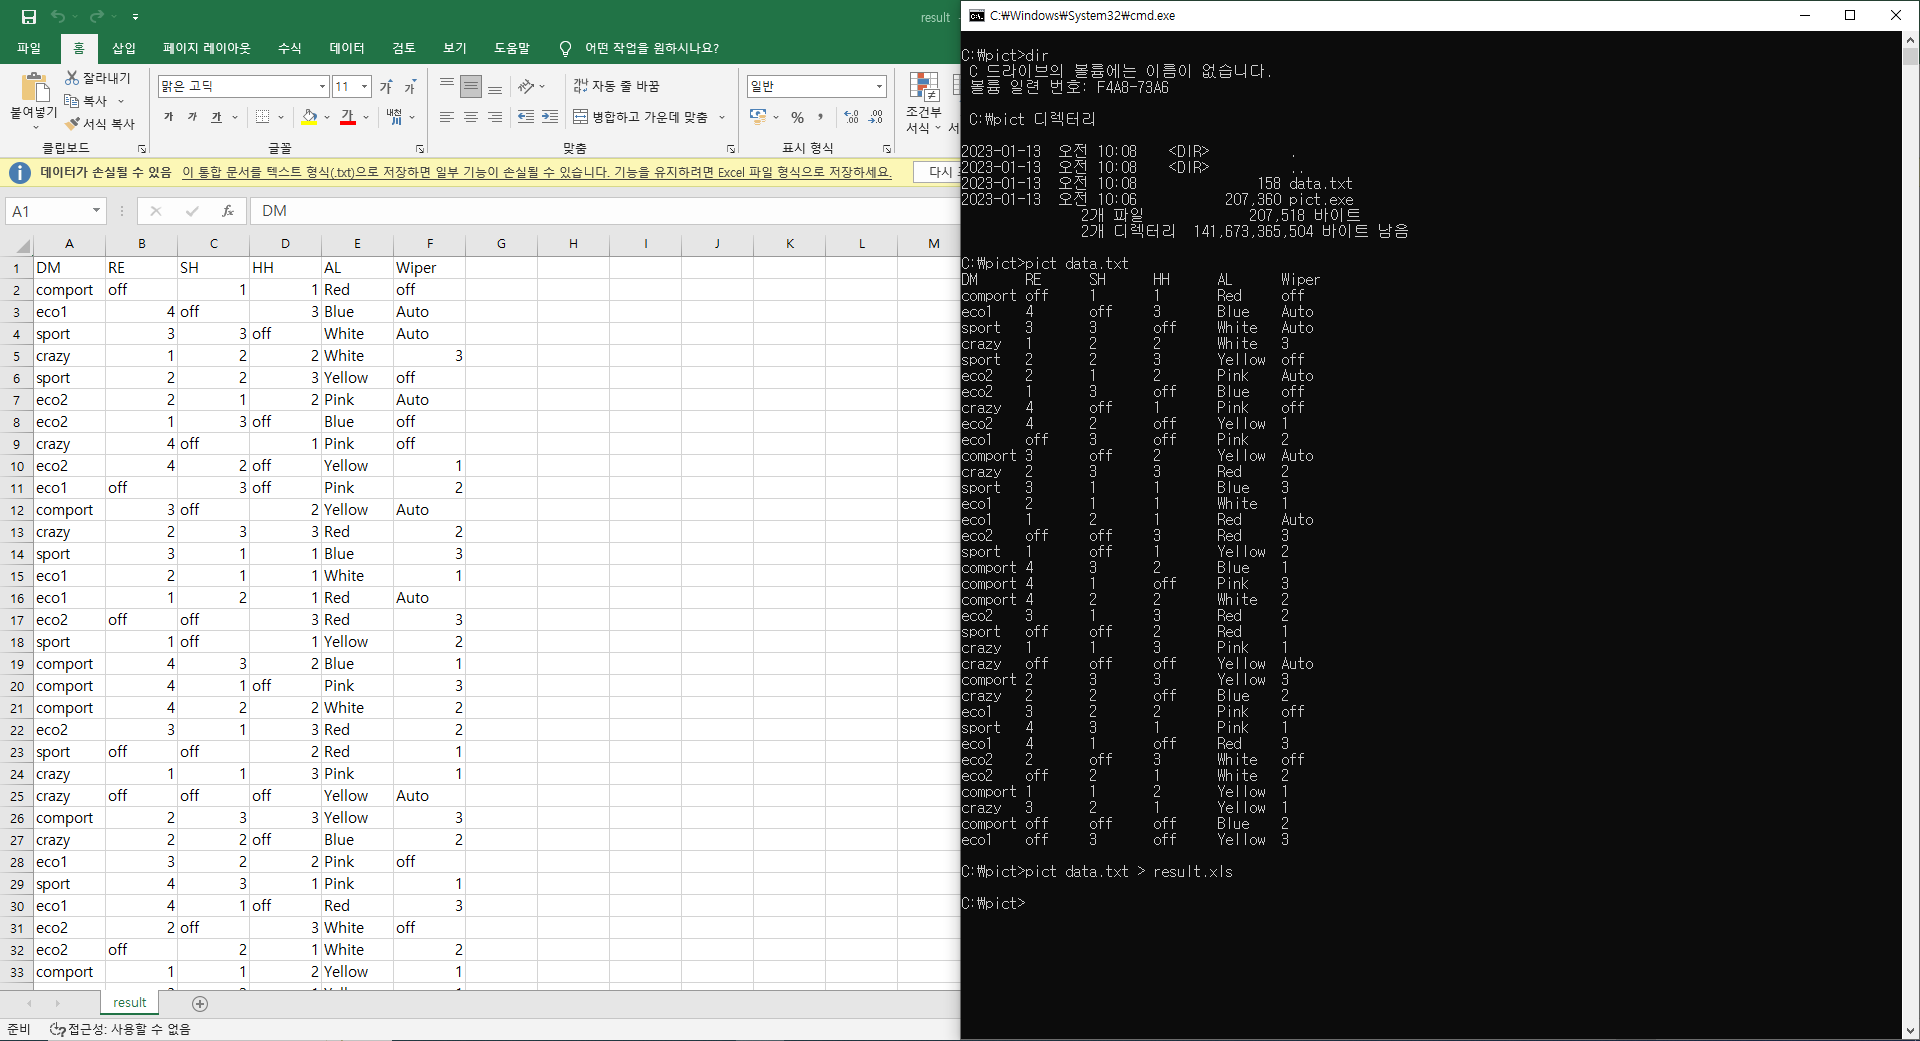 result -
파일 홈 삽입 페이지 레이아웃 수식 데이터 검토 보기 도움말 어떤 작업을 원하시나요?
붙여넣기
잘라내기
복사
서식 복사
클립보드
맑은 고딕 11 가 가
가 가 가 가 내천
글꼴
자동 줄 바꿈
병합하고 가운데 맞춤
맞춤
일반
% ,
표시 형식
조건부
서식
데이터가 손실될 수 있음 이 통합 문서를 텍스트 형식(.txt)으로 저장하면 일부 기능이 손실될 수 있습니다. 기능을 유지하려면 Excel 파일 형식으로 저장하세요. 다시
A1 fx DM
A B C D E F G H I J K L M
1 DM RE SH HH AL Wiper
2 comport off 1 1 Red off
3 eco1 4 off 3 Blue Auto
4 sport 3 3 off White Auto
5 crazy 1 2 2 White 3
6 sport 2 2 3 Yellow off
7 eco2 2 1 2 Pink Auto
8 eco2 1 3 off Blue off
9 crazy 4 off 1 Pink off
10 eco2 4 2 off Yellow 1
11 eco1 off 3 off Pink 2
12 comport 3 off 2 Yellow Auto
13 crazy 2 3 3 Red 2
14 sport 3 1 1 Blue 3
15 eco1 2 1 1 White 1
16 eco1 1 2 1 Red Auto
17 eco2 off off 3 Red 3
18 sport 1 off 1 Yellow 2
19 comport 4 3 2 Blue 1
20 comport 4 1 off Pink 3
21 comport 4 2 2 White 2
22 eco2 3 1 3 Red 2
23 sport off off 2 Red 1
24 crazy 1 1 3 Pink 1
25 crazy off off off Yellow Auto
26 comport 2 3 3 Yellow 3
27 crazy 2 2 off Blue 2
28 eco1 3 2 2 Pink off
29 sport 4 3 1 Pink 1
30 eco1 4 1 off Red 3
31 eco2 2 off 3 White off
32 eco2 off 2 1 White 2
33 comport 1 1 2 Yellow 1
result
준비 접근성: 사용할 수 없음
C:₩Windows₩System32₩cmd.exe
C:₩pict>dir
C 드라이브의 볼륨에는 이름이 없습니다.
볼륨 일련 번호: F4A8-73A6
C:₩pict 디렉터리
2023-01-13 오전 10:08 <DIR> .
2023-01-13 오전 10:08 <DIR> ..
2023-01-13 오전 10:08 158 data.txt
2023-01-13 오전 10:06 207,360 pict.exe
2개 파일 207,518 바이트
2개 디렉터리 141,673,365,504 바이트 남음
C:₩pict>pict data.txt
DM RE SH HH AL Wiper
comport off 1 1 Red off
eco1 4 off 3 Blue Auto
sport 3 3 off White Auto
crazy 1 2 2 White 3
sport 2 2 3 Yellow off
eco2 2 1 2 Pink Auto
eco2 1 3 off Blue off
crazy 4 off 1 Pink off
eco2 4 2 off Yellow 1
eco1 off 3 off Pink 2
comport 3 off 2 Yellow Auto
crazy 2 3 3 Red 2
sport 3 1 1 Blue 3
eco1 2 1 1 White 1
eco1 1 2 1 Red Auto
eco2 off off 3 Red 3
sport 1 off 1 Yellow 2
comport 4 3 2 Blue 1
comport 4 1 off Pink 3
comport 4 2 2 White 2
eco2 3 1 3 Red 2
sport off off 2 Red 1
crazy 1 1 3 Pink 1
crazy off off off Yellow Auto
comport 2 3 3 Yellow 3
crazy 2 2 off Blue 2
eco1 3 2 2 Pink off
sport 4 3 1 Pink 1
eco1 4 1 off Red 3
eco2 2 off 3 White off
eco2 off 2 1 White 2
comport 1 1 2 Yellow 1
crazy 3 2 1 Yellow 1
comport off off off Blue 2
eco1 off 3 off Yellow 3
C:₩pict>pict data.txt > result.xls
C:₩pict>